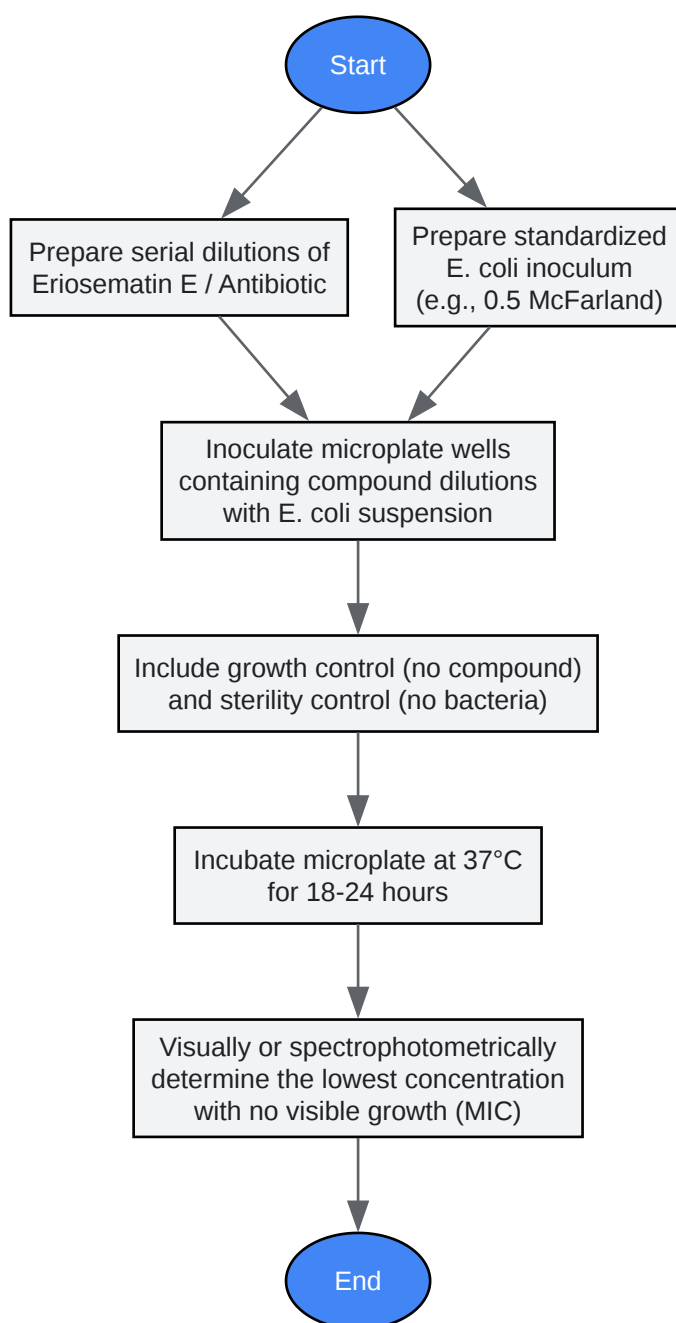 Start
Prepare serial dilutions of
Eriosematin E / Antibiotic
Prepare standardized
E. coli inoculum
(e.g., 0.5 McFarland)
Inoculate microplate wells
containing compound dilutions
with E. coli suspension
Include growth control (no compound)
and sterility control (no bacteria)
Incubate microplate at 37°C
for 18-24 hours
Visually or spectrophotometrically
determine the lowest concentration
with no visible growth (MIC)
End